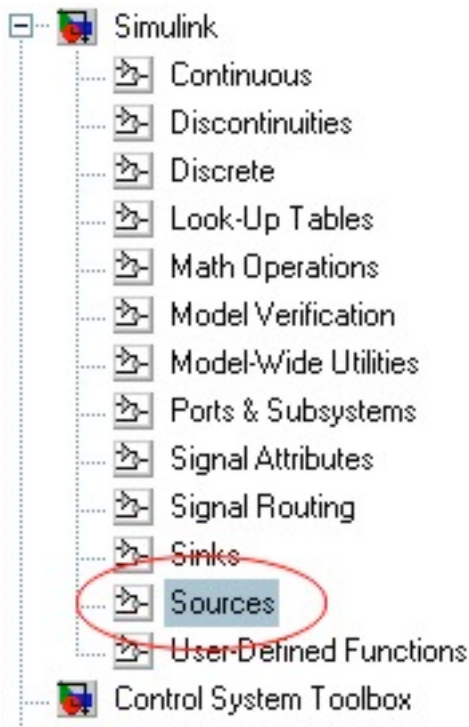 Simulink
Continuous
Discontinuities
Discrete
Look-Up Tables
Math Operations
Model Verification
Model-Wide Utilities
Ports & Subsystems
Signal Attributes
Signal Routing
Sinks
Sources
User-Defined Functions
Control System Toolbox